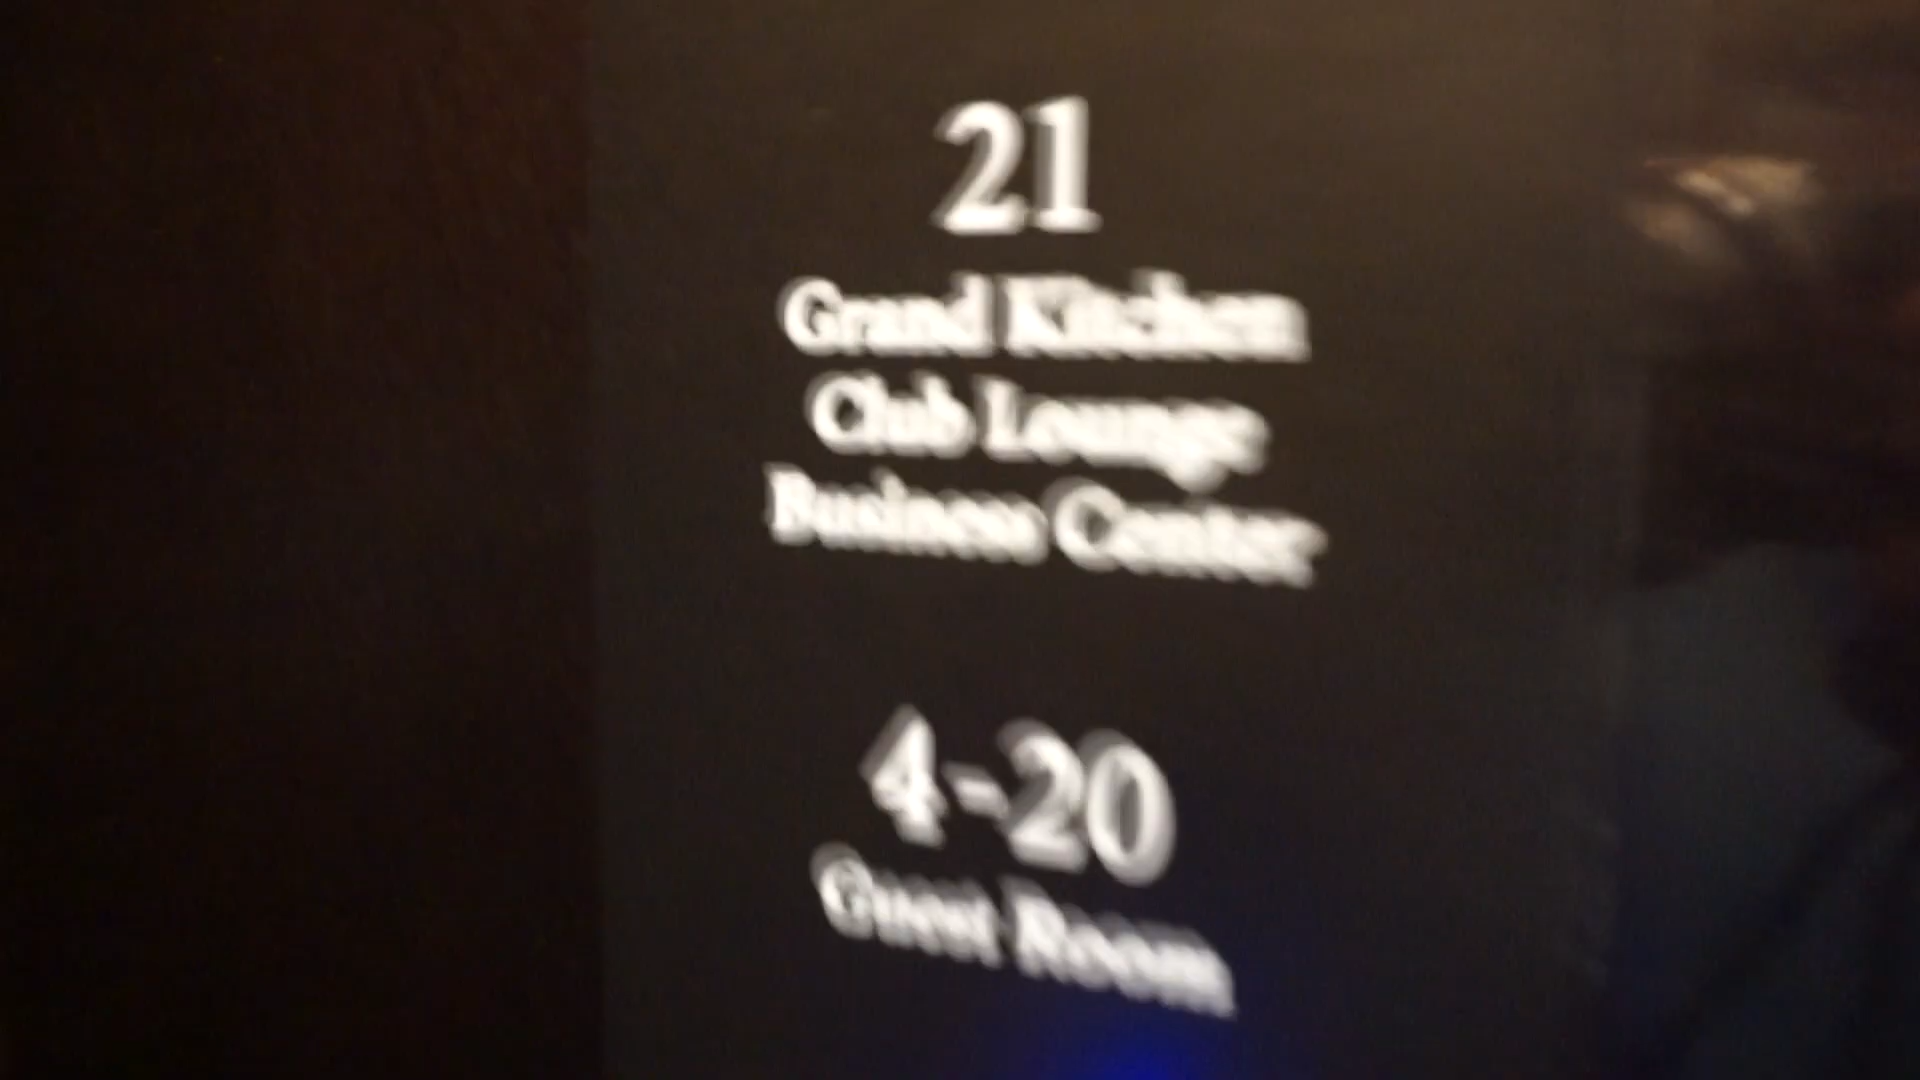 21
Grand Kitchen
Club Lounge
Business Center
4-20
Guest Room